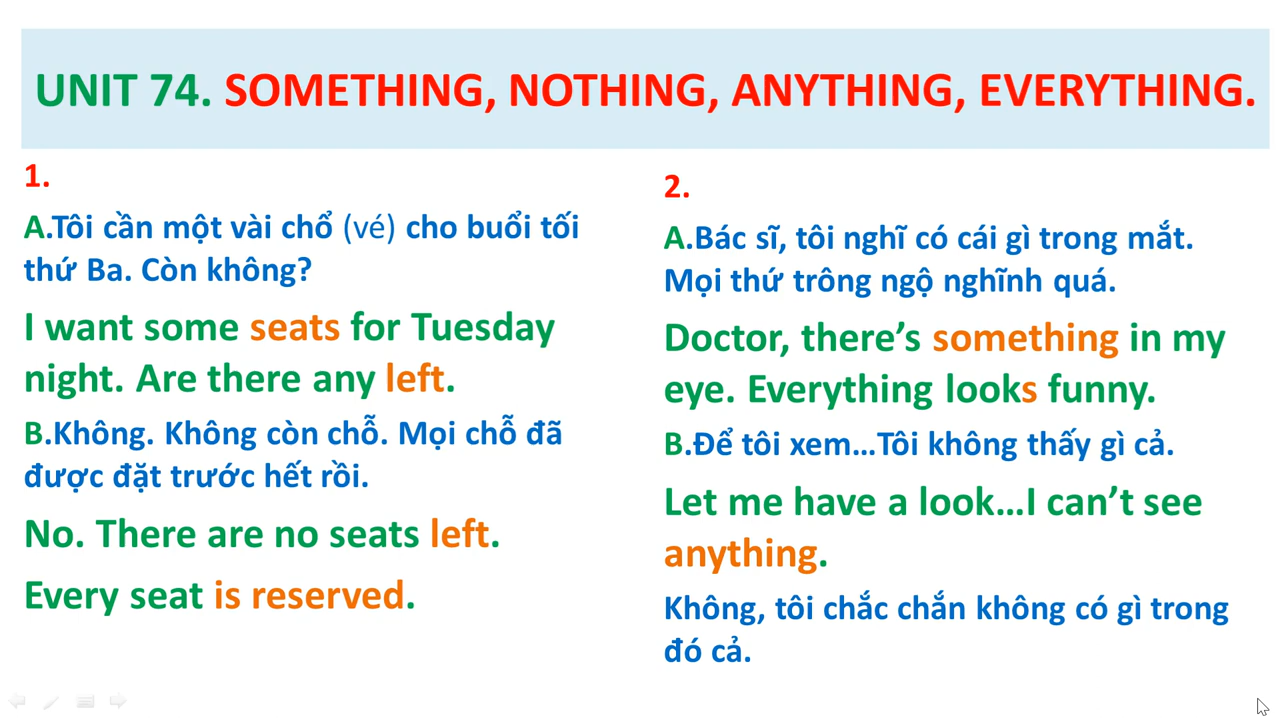 UNIT 74. SOMETHING, NOTHING, ANYTHING, EVERYTHING.
1.
A.Tôi cần một vài chổ (vé) cho buổi tối
thứ Ba. Còn không?
I want some seats for Tuesday
night. Are there any left.
B.Không. Không còn chỗ. Mọi chỗ đã
được đặt trước hết rồi.
No. There are no seats left.
Every seat is reserved.
2.
A.Bác sĩ, tôi nghĩ có cái gì trong mắt.
Mọi thứ trông ngộ nghĩnh quá.
Doctor, there’s something in my
eye. Everything looks funny.
B.Để tôi xem…Tôi không thấy gì cả.
Let me have a look…I can’t see
anything.
Không, tôi chắc chắn không có gì trong
đó cả.